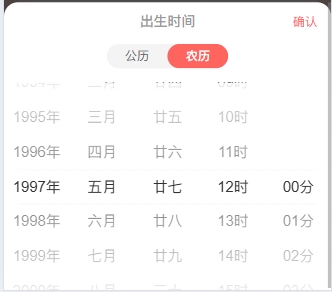 出生时间 确认
公历 农历
1995年 三月 廿五 10时
1996年 四月 廿六 11时
1997年 五月 廿七 12时 00分
1998年 六月 廿八 13时 01分
1999年 七月 廿九 14时 02分